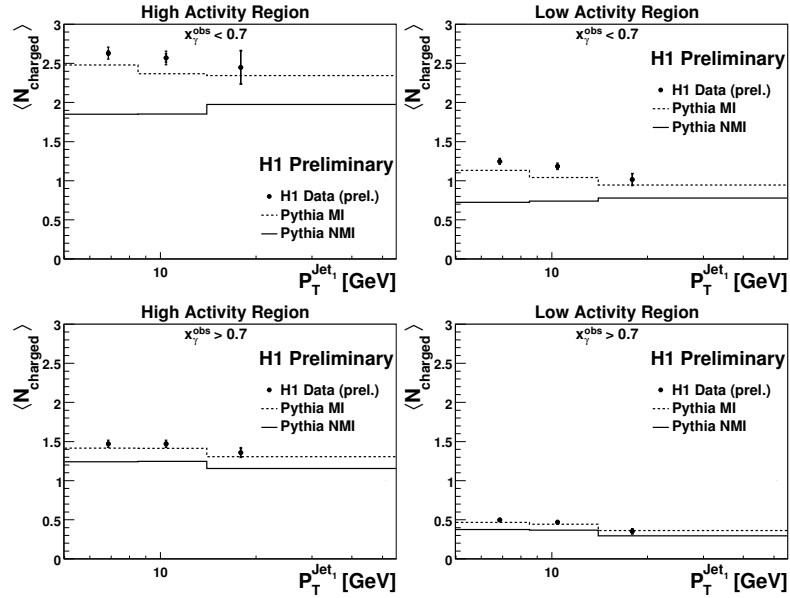 High Activity Region
x_γ^obs < 0.7
⟨N_charged⟩
3
2.5
2
1.5
1
0.5
0
H1 Preliminary
H1 Data (prel.)
Pythia MI
Pythia NMI
10
P_T^Jet_1 [GeV]
Low Activity Region
x_γ^obs < 0.7
⟨N_charged⟩
3
2.5
2
1.5
1
0.5
0
H1 Preliminary
H1 Data (prel.)
Pythia MI
Pythia NMI
10
P_T^Jet_1 [GeV]
High Activity Region
x_γ^obs > 0.7
⟨N_charged⟩
3
2.5
2
1.5
1
0.5
0
H1 Preliminary
H1 Data (prel.)
Pythia MI
Pythia NMI
10
P_T^Jet_1 [GeV]
Low Activity Region
x_γ^obs > 0.7
⟨N_charged⟩
3
2.5
2
1.5
1
0.5
0
H1 Preliminary
H1 Data (prel.)
Pythia MI
Pythia NMI
10
P_T^Jet_1 [GeV]